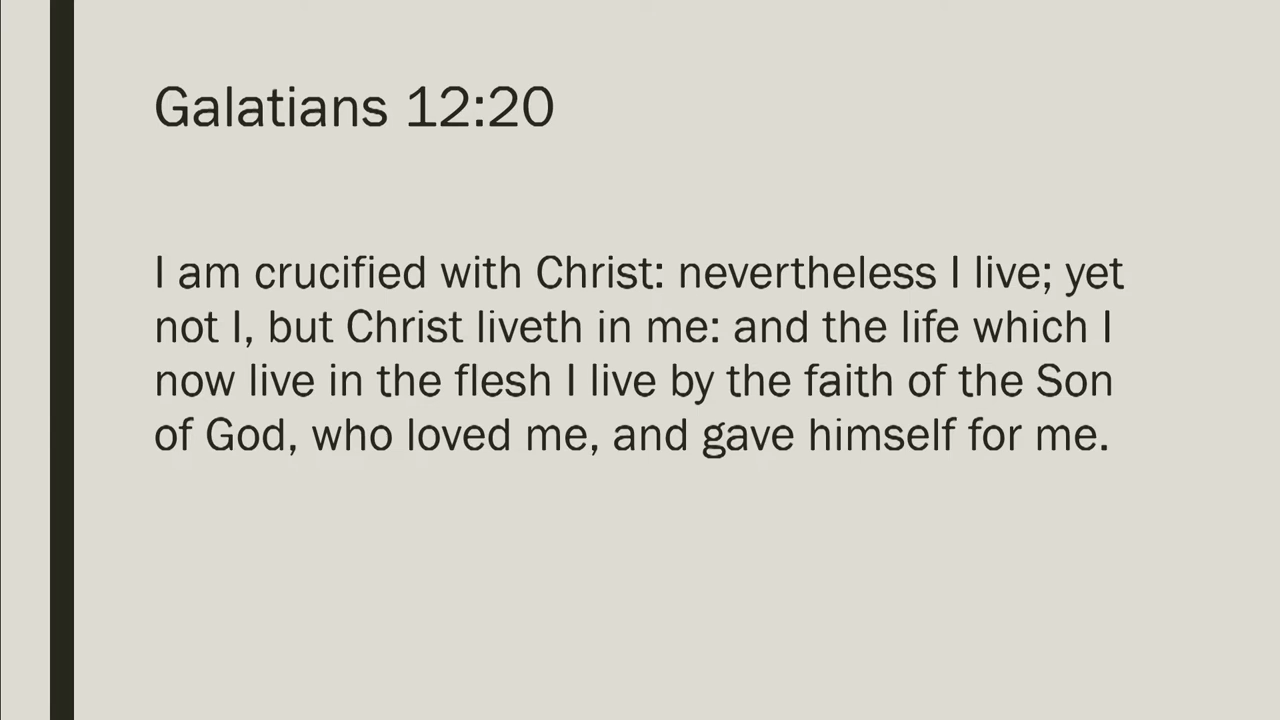 Galatians 12:20
I am crucified with Christ: nevertheless I live; yet
not I, but Christ liveth in me: and the life which I
now live in the flesh I live by the faith of the Son
of God, who loved me, and gave himself for me.